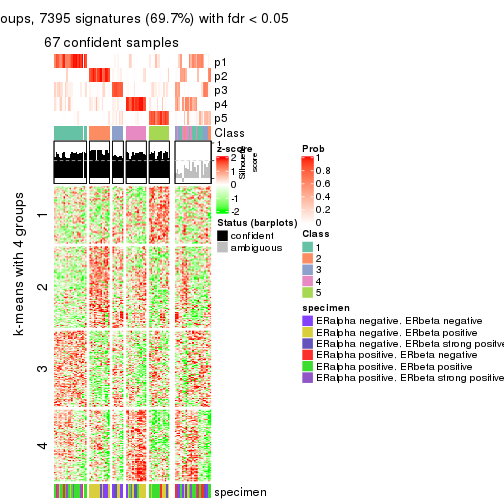 oups, 7395 signatures (69.7%) with fdr < 0.05
67 confident samples
p1
p2
p3
p4
p5
Class
1
Silhouette
score
z-score
2
1
0
-1
-2
Status (barplots)
confident
ambiguous
Prob
1
0.8
0.6
0.4
0.2
0
Class
1
2
3
4
5
specimen
ERalpha negative. ERbeta negative
ERalpha negative. ERbeta positive
ERalpha negative. ERbeta strong positive
ERalpha positive. ERbeta negative
ERalpha positive. ERbeta positive
ERalpha positive. ERbeta strong positive
k-means with 4 groups
1
2
3
4
specimen